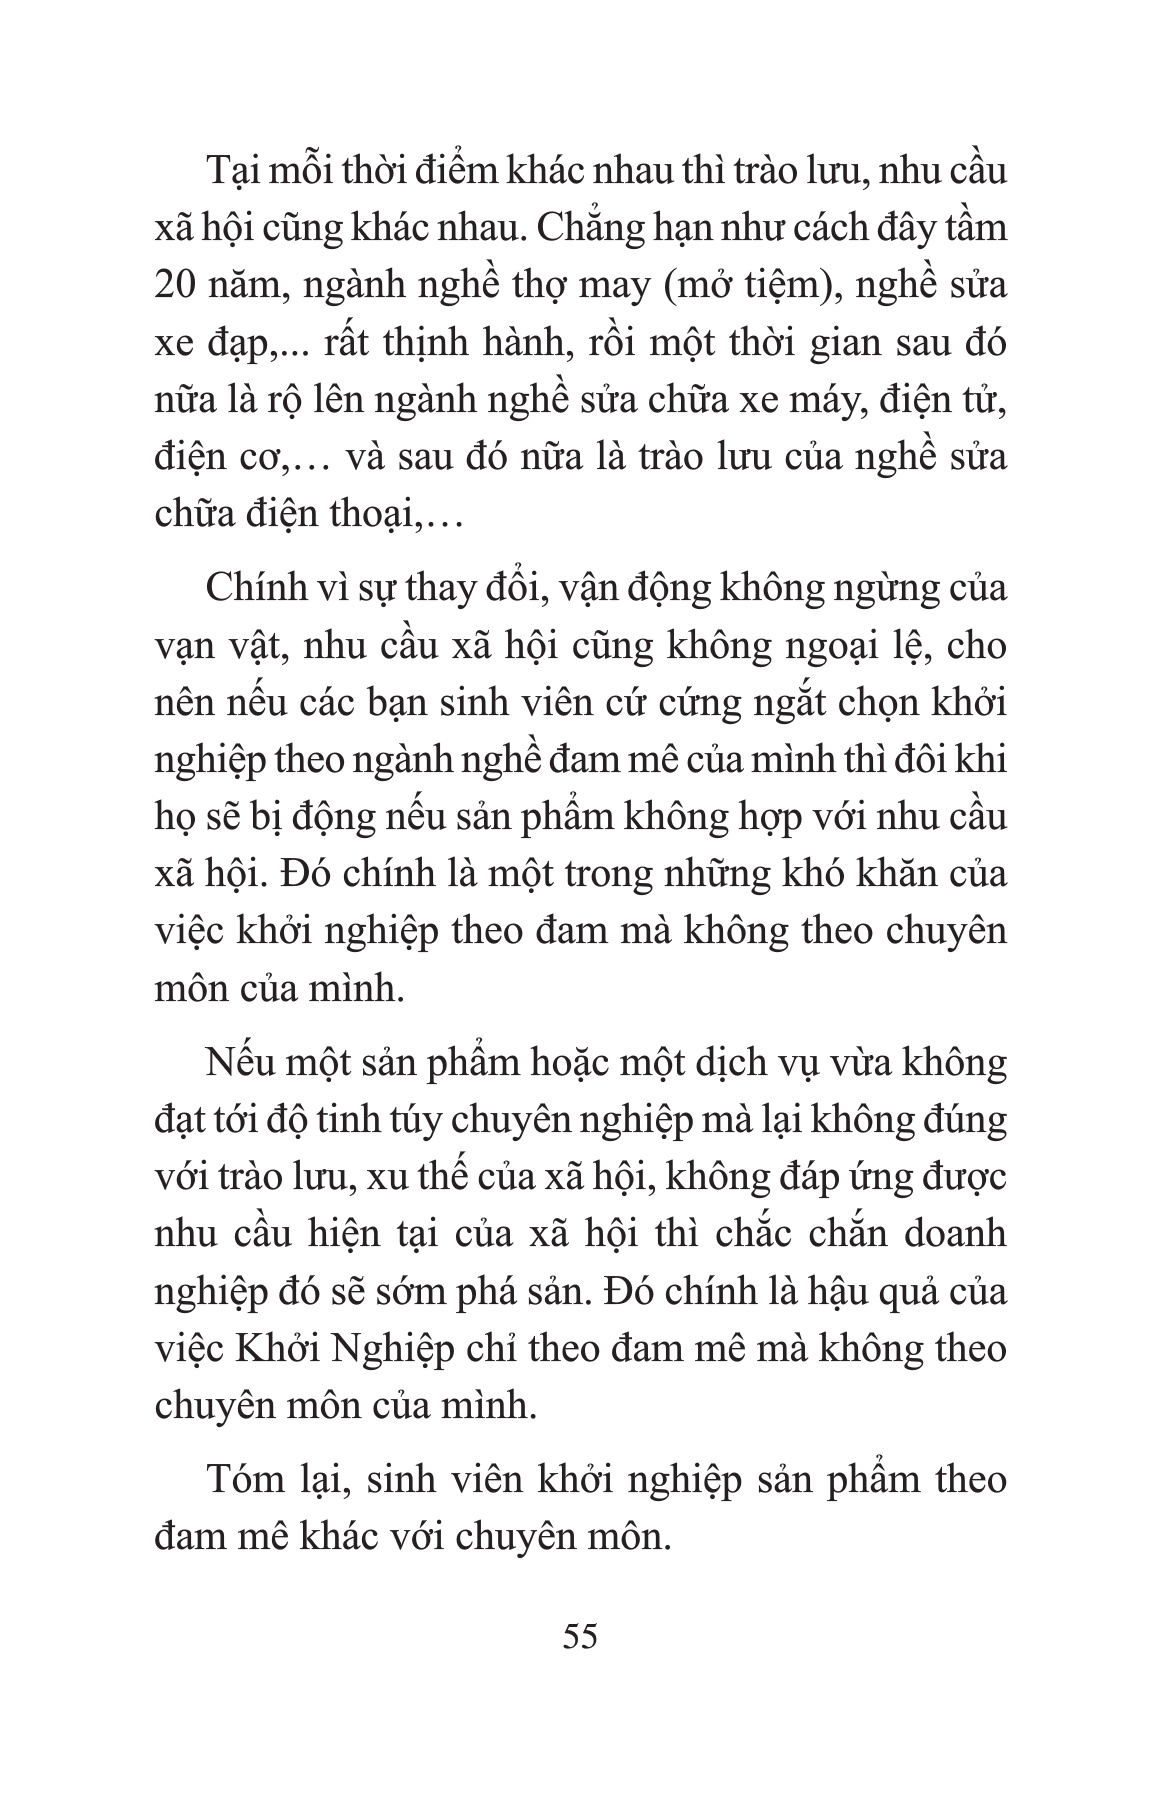 Tại mỗi thời điểm khác nhau thì trào lưu, nhu cầu
xã hội cũng khác nhau. Chẳng hạn như cách đây tầm
20 năm, ngành nghề thợ may (mở tiệm), nghề sửa
xe đạp,... rất thịnh hành, rồi một thời gian sau đó
nữa là rộ lên ngành nghề sửa chữa xe máy, điện tử,
điện cơ,… và sau đó nữa là trào lưu của nghề sửa
chữa điện thoại,…
Chính vì sự thay đổi, vận động không ngừng của
vạn vật, nhu cầu xã hội cũng không ngoại lệ, cho
nên nếu các bạn sinh viên cứ cứng ngắt chọn khởi
nghiệp theo ngành nghề đam mê của mình thì đôi khi
họ sẽ bị động nếu sản phẩm không hợp với nhu cầu
xã hội. Đó chính là một trong những khó khăn của
việc khởi nghiệp theo đam mà không theo chuyên
môn của mình.
Nếu một sản phẩm hoặc một dịch vụ vừa không
đạt tới độ tinh túy chuyên nghiệp mà lại không đúng
với trào lưu, xu thế của xã hội, không đáp ứng được
nhu cầu hiện tại của xã hội thì chắc chắn doanh
nghiệp đó sẽ sớm phá sản. Đó chính là hậu quả của
việc Khởi Nghiệp chỉ theo đam mê mà không theo
chuyên môn của mình.
Tóm lại, sinh viên khởi nghiệp sản phẩm theo
đam mê khác với chuyên môn.
55